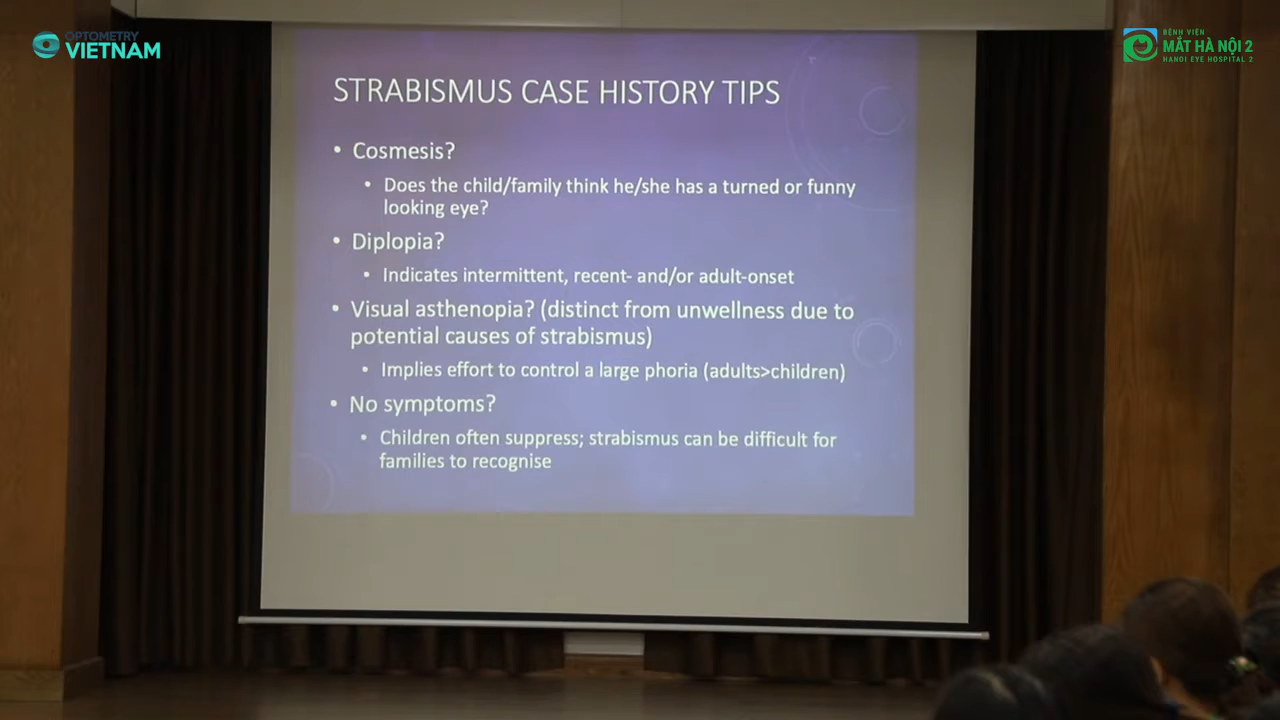 OPTOMETRY
VIETNAM
BỆNH VIỆN
MẮT HÀ NỘI 2
HANOI EYE HOSPITAL 2
STRABISMUS CASE HISTORY TIPS
• Cosmesis?
• Does the child/family think he/she has a turned or funny
looking eye?
• Diplopia?
• Indicates intermittent, recent- and/or adult-onset
• Visual asthenopia? (distinct from unwellness due to
potential causes of strabismus)
• Implies effort to control a large phoria (adults>children)
• No symptoms?
• Children often suppress; strabismus can be difficult for
families to recognise